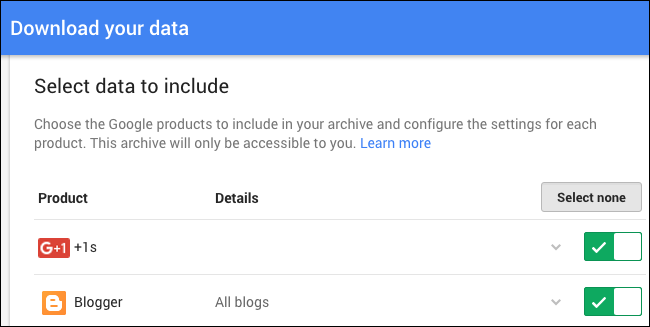 Download your data
Select data to include
Choose the Google products to include in your archive and configure the settings for each
product. This archive will only be accessible to you. Learn more
Product Details Select none
G+1 +1s
Blogger All blogs